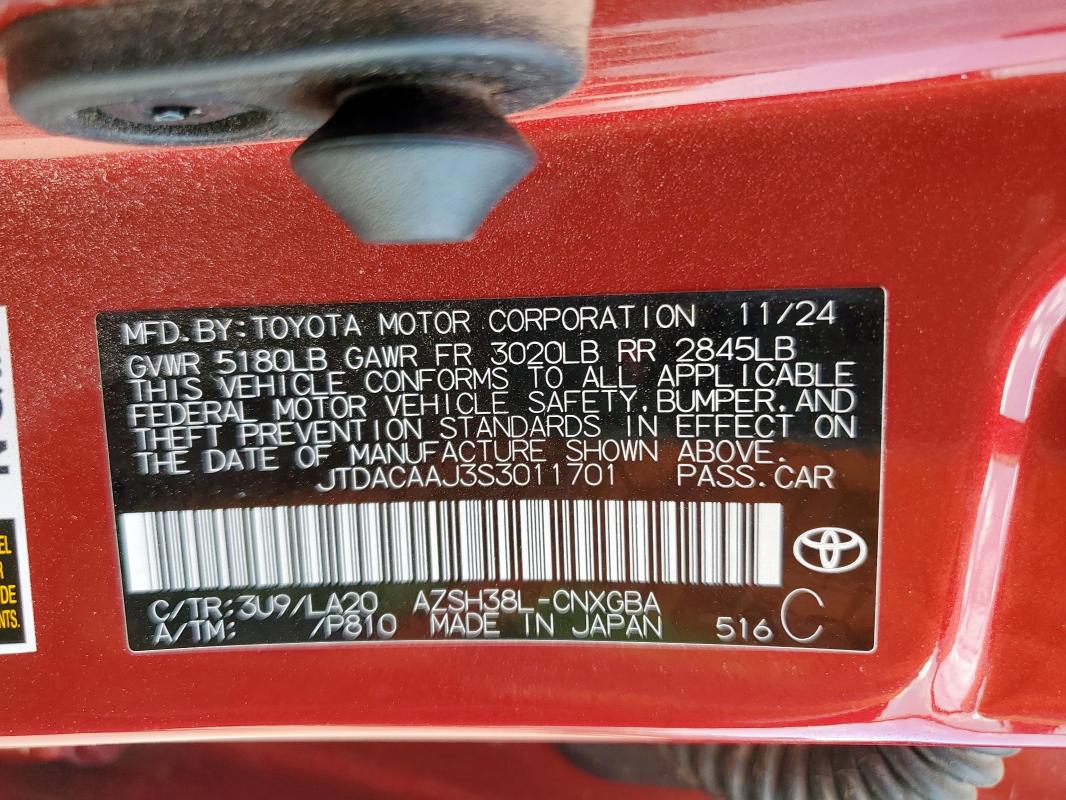 MFD.BY:TOYOTA MOTOR CORPORATION 11/24
GVWR 5180LB GAWR FR 3020LB RR 2845LB
THIS VEHICLE CONFORMS TO ALL APPLICABLE
FEDERAL MOTOR VEHICLE SAFETY,BUMPER,AND
THEFT PREVENTION STANDARDS IN EFFECT ON
THE DATE OF MANUFACTURE SHOWN ABOVE.
JTDACAAJ3S3011701 PASS.CAR
C/TR:3U9/LA20 AZSH38L-CNXGBA
A/TM: /P810 MADE IN JAPAN 516 C